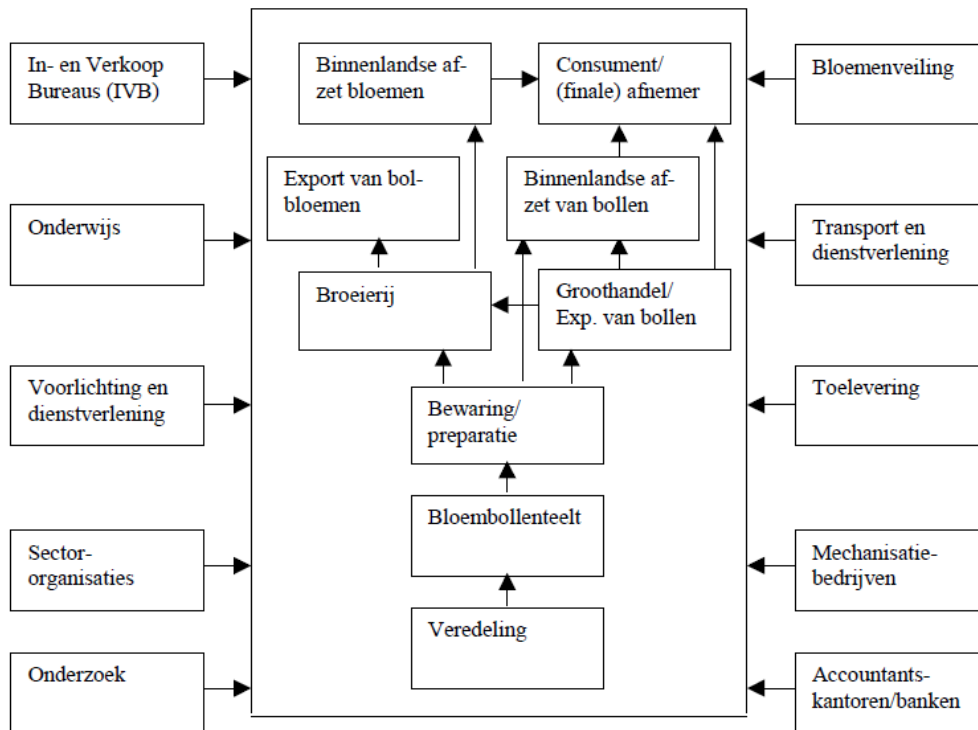 In- en Verkoop
Bureaus (IVB)
Binnenlandse af-
zet bloemen
Consument/
(finale) afnemer
Bloemenveiling
Export van bol-
bloemen
Binnenlandse af-
zet van bollen
Onderwijs
Transport en
dienstverlening
Broeierij
Groothandel/
Exp. van bollen
Voorlichting en
dienstverlening
Bewaring/
preparatie
Toelevering
Bloembollenteelt
Sector-
organisaties
Mechanisatie-
bedrijven
Veredeling
Onderzoek
Accountants-
kantoren/banken